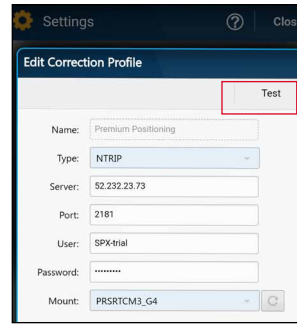 Settings
Clos
Edit Correction Profile
Test
Name: Premium Positioning
Type: NTRIP
Server: 52.232.23.73
Port: 2181
User: SPX-trial
Password: ••••••••
Mount: PRSRTCM3_G4